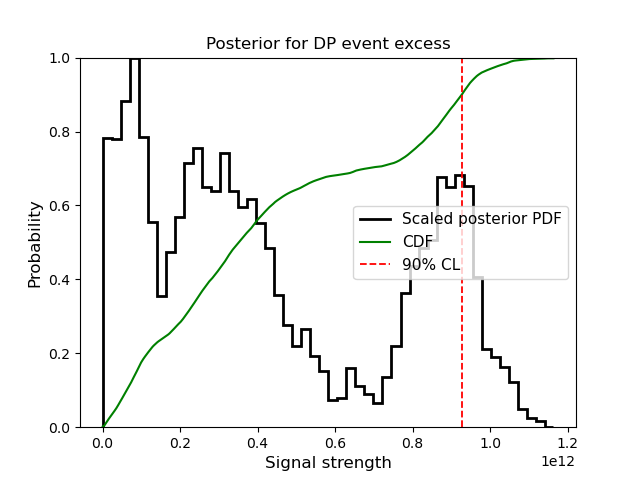 Posterior for DP event excess
Probability
1.0
0.8
0.6
0.4
0.2
0.0
Scaled posterior PDF
CDF
90% CL
0.0 0.2 0.4 0.6 0.8 1.0 1.2
1e12
Signal strength